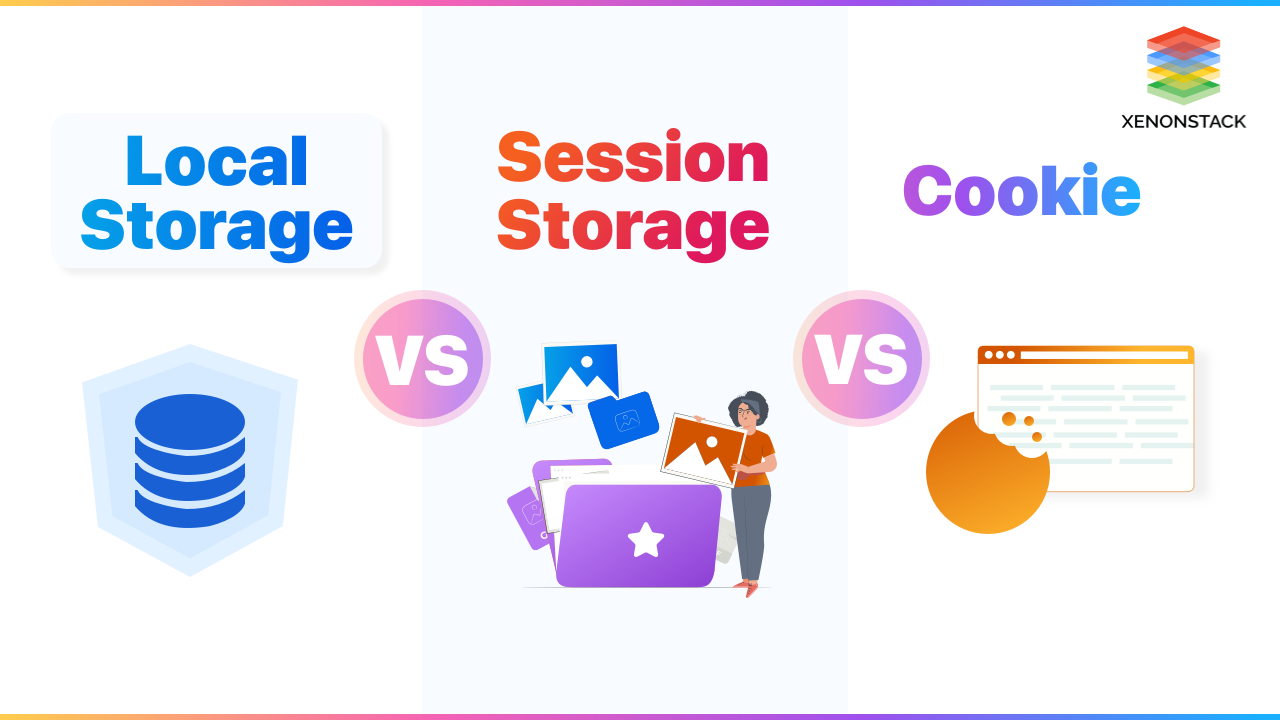 Local
Storage
Session
Storage
Cookie
XENONSTACK
VS
VS